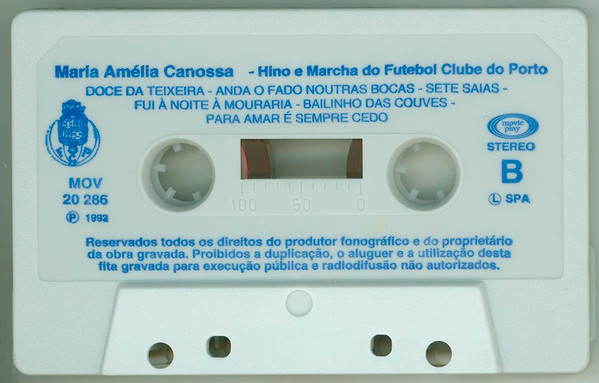 Maria Amélia Canossa - Hino e Marcha do Futebol Clube do Porto
DOCE DA TEIXEIRA - ANDA O FADO NOUTRAS BOCAS - SETE SAIAS -
FUI À NOITE À MOURARIA - BAILINHO DAS COUVES -
PARA AMAR É SEMPRE CEDO
movie
play
STEREO
B
Ⓛ SPA
MOV
20 286
Ⓟ 1992
100 50 0
Reservados todos os direitos do produtor fonográfico e do proprietário
da obra gravada. Proibidos a duplicação, o aluguer e a utilização desta
fita gravada para execução pública e radiodifusão não autorizados.